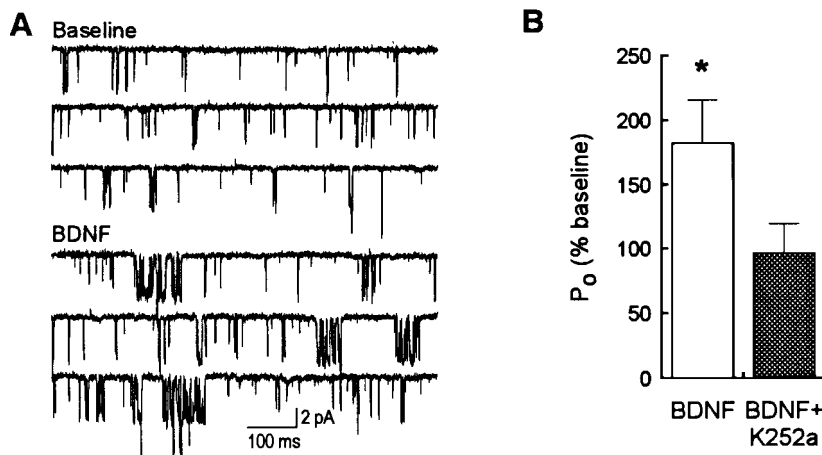 A
Baseline
BDNF
2 pA
100 ms
B
250
200
150
100
50
0
Pₒ (% baseline)
*
BDNF
BDNF+
K252a